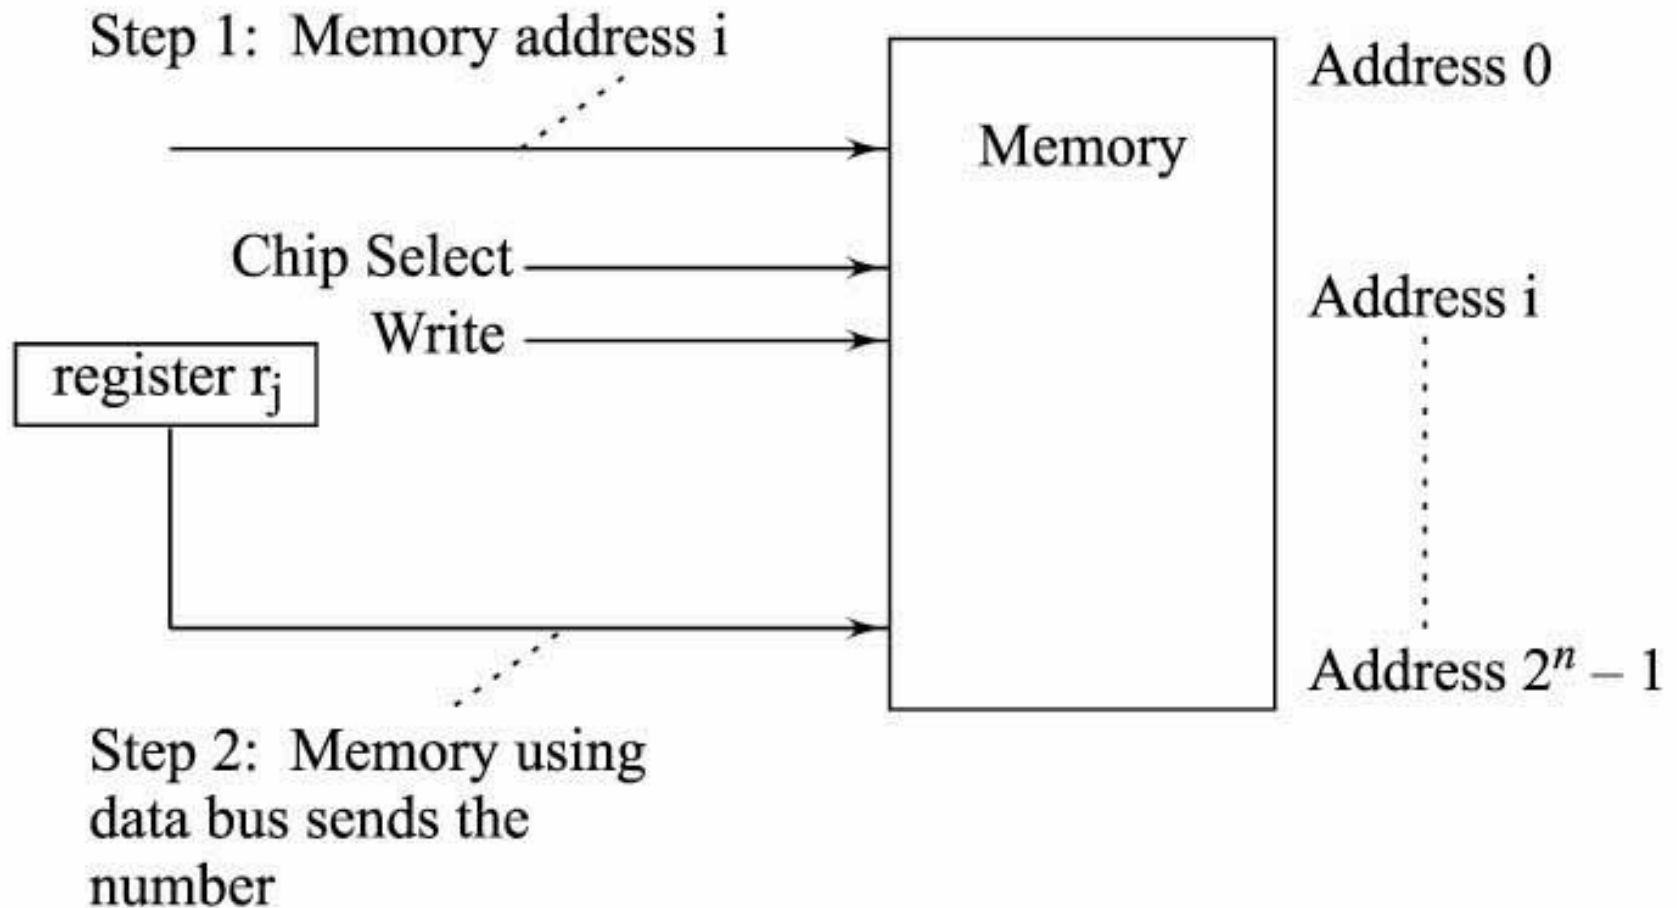 Step 1: Memory address i
Address 0
Memory
Chip Select
Address i
Write
register r_j
Address 2^n – 1
Step 2: Memory using
data bus sends the
number